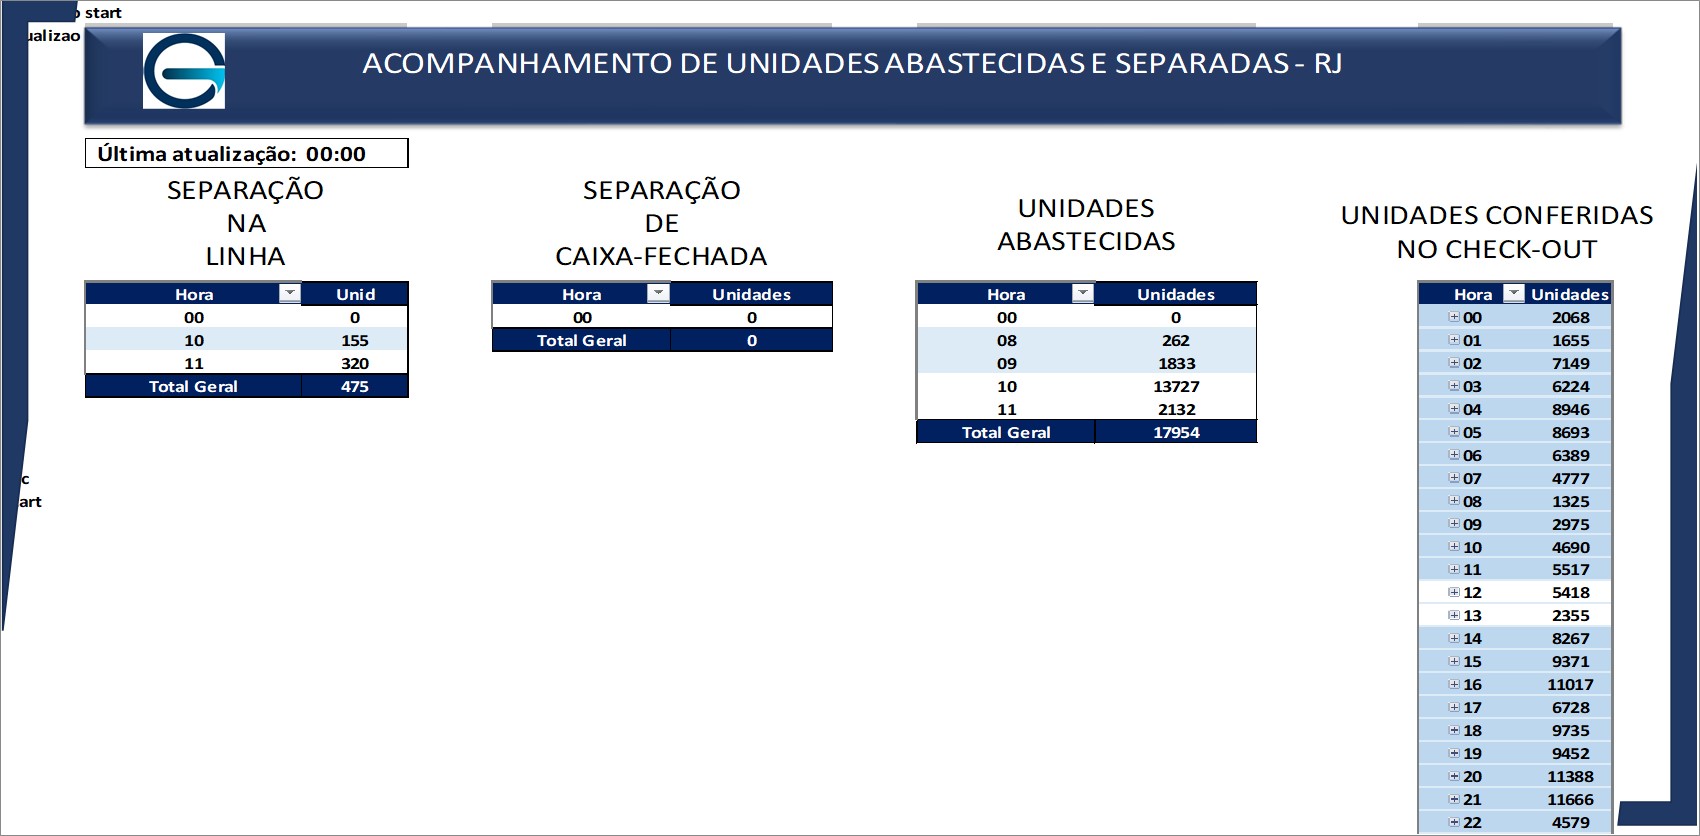 start
ualizao
ACOMPANHAMENTO DE UNIDADES ABASTECIDAS E SEPARADAS - RJ
Última atualização: 00:00
SEPARAÇÃO
NA
LINHA
Hora Unid
00 0
10 155
11 320
Total Geral 475
SEPARAÇÃO
DE
CAIXA-FECHADA
Hora Unidades
00 0
Total Geral 0
UNIDADES
ABASTECIDAS
Hora Unidades
00 0
08 262
09 1833
10 13727
11 2132
Total Geral 17954
UNIDADES CONFERIDAS
NO CHECK-OUT
Hora Unidades
00 2068
01 1655
02 7149
03 6224
04 8946
05 8693
06 6389
07 4777
08 1325
09 2975
10 4690
11 5517
12 5418
13 2355
14 8267
15 9371
16 11017
17 6728
18 9735
19 9452
20 11388
21 11666
22 4579
c
art